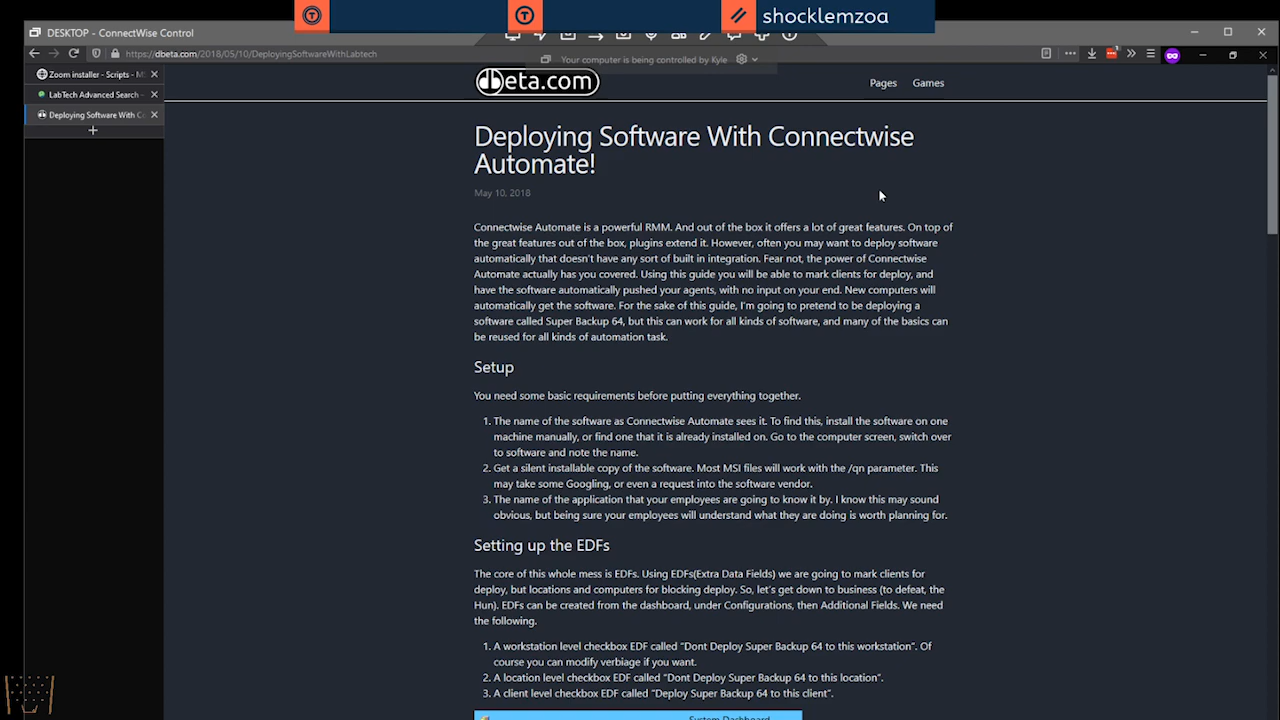 shocklemzoa
DESKTOP - ConnectWise Control
Your computer is being controlled by Kyle
https://dbeta.com/2018/05/10/DeployingSoftwareWithLabtech
Zoom installer - Scripts - MS
LabTech Advanced Search -
Deploying Software With Co
dbeta.com
Pages
Games
Deploying Software With Connectwise
Automate!
May 10, 2018
Connectwise Automate is a powerful RMM. And out of the box it offers a lot of great features. On top of
the great features out of the box, plugins extend it. However, often you may want to deploy software
automatically that doesn't have any sort of built in integration. Fear not, the power of Connectwise
Automate actually has you covered. Using this guide you will be able to mark clients for deploy, and
have the software automatically pushed your agents, with no input on your end. New computers will
automatically get the software. For the sake of this guide, I'm going to pretend to be deploying a
software called Super Backup 64, but this can work for all kinds of software, and many of the basics can
be reused for all kinds of automation task.
Setup
You need some basic requirements before putting everything together.
1. The name of the software as Connectwise Automate sees it. To find this, install the software on one
machine manually, or find one that it is already installed on. Go to the computer screen, switch over
to software and note the name.
2. Get a silent installable copy of the software. Most MSI files will work with the /qn parameter. This
may take some Googling, or even a request into the software vendor.
3. The name of the application that your employees are going to know it by. I know this may sound
obvious, but being sure your employees will understand what they are doing is worth planning for.
Setting up the EDFs
The core of this whole mess is EDFs. Using EDFs(Extra Data Fields) we are going to mark clients for
deploy, but locations and computers for blocking deploy. So, let's get down to business (to defeat, the
Hun). EDFs can be created from the dashboard, under Configurations, then Additional Fields. We need
the following.
1. A workstation level checkbox EDF called "Dont Deploy Super Backup 64 to this workstation". Of
course you can modify verbiage if you want.
2. A location level checkbox EDF called "Dont Deploy Super Backup 64 to this location".
3. A client level checkbox EDF called "Deploy Super Backup 64 to this client".
System Dashboard